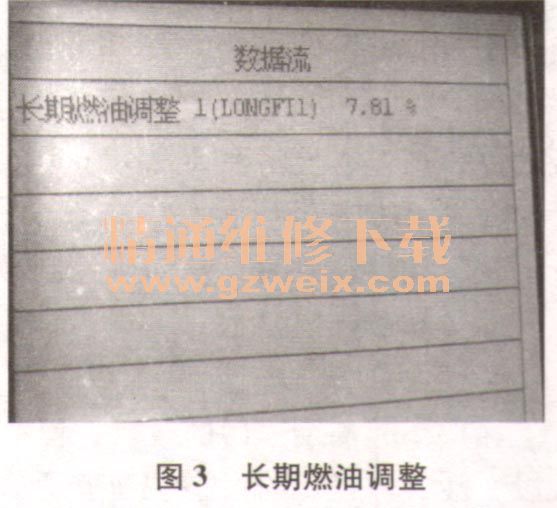 数据流
长期燃油调整 1(LONGFT1) 7.81 %
精通维修下载
www.gzweix.com
图3 长期燃油调整